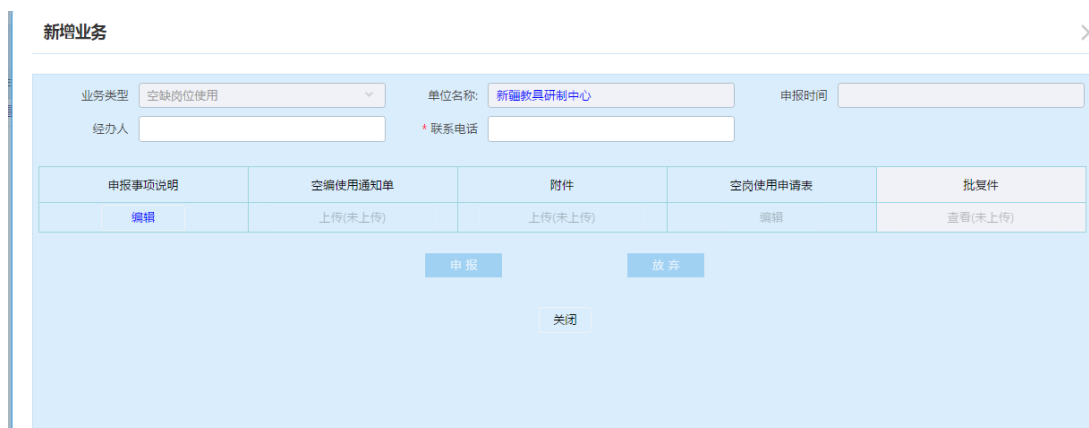 新增业务
业务类型 空缺岗位使用 单位名称: 新疆教具研制中心 申报时间
经办人 * 联系电话
申报事项说明 空编使用通知单 附件 空岗使用申请表 批复件
编辑 上传(未上传) 上传(未上传) 编辑 查看(未上传)
申 报 放 弃
关闭